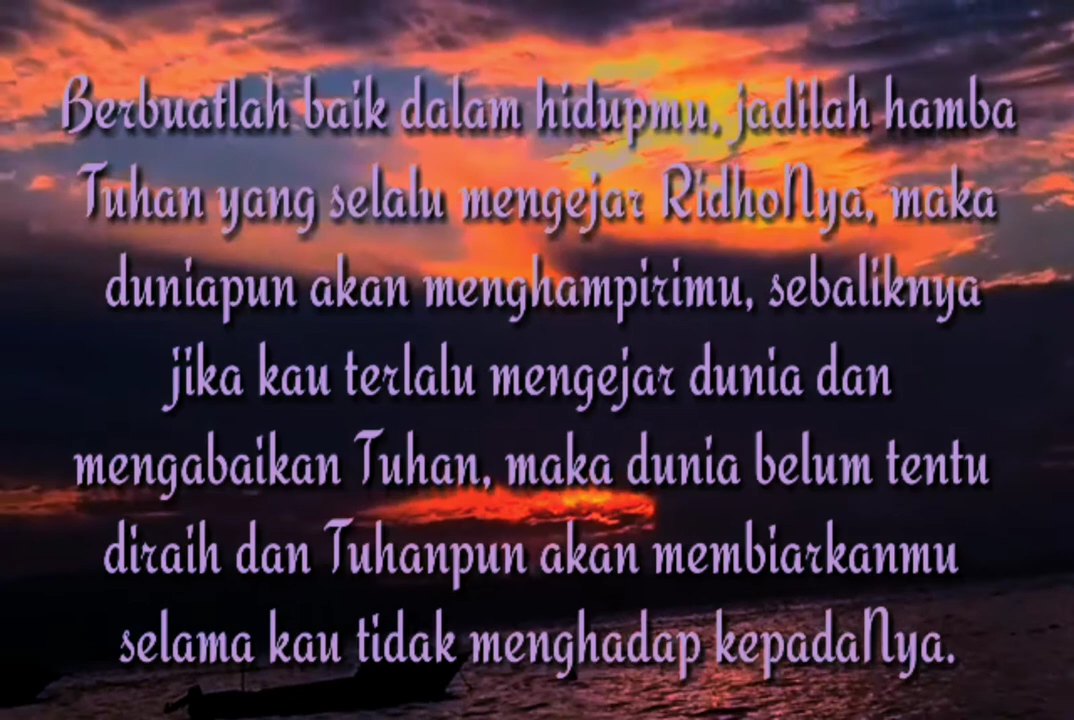 Berbuatlah baik dalam hidupmu, jadilah hamba
Tuhan yang selalu mengejar RidhoNya, maka
duniapun akan menghampirimu, sebaliknya
jika kau terlalu mengejar dunia dan
mengabaikan Tuhan, maka dunia belum tentu
diraih dan Tuhanpun akan membiarkanmu
selama kau tidak menghadap kepadaNya.